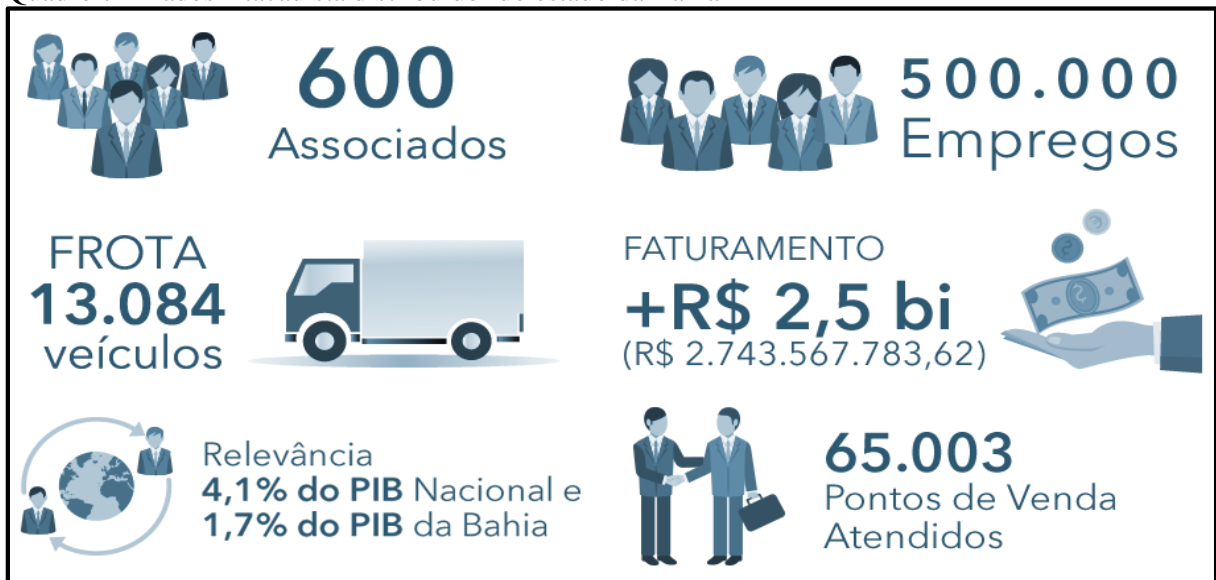 600
Associados
500.000
Empregos
FROTA
13.084
veículos
FATURAMENTO
+R$ 2,5 bi
(R$ 2.743.567.783,62)
Relevância
4,1% do PIB Nacional e
1,7% do PIB da Bahia
65.003
Pontos de Venda
Atendidos